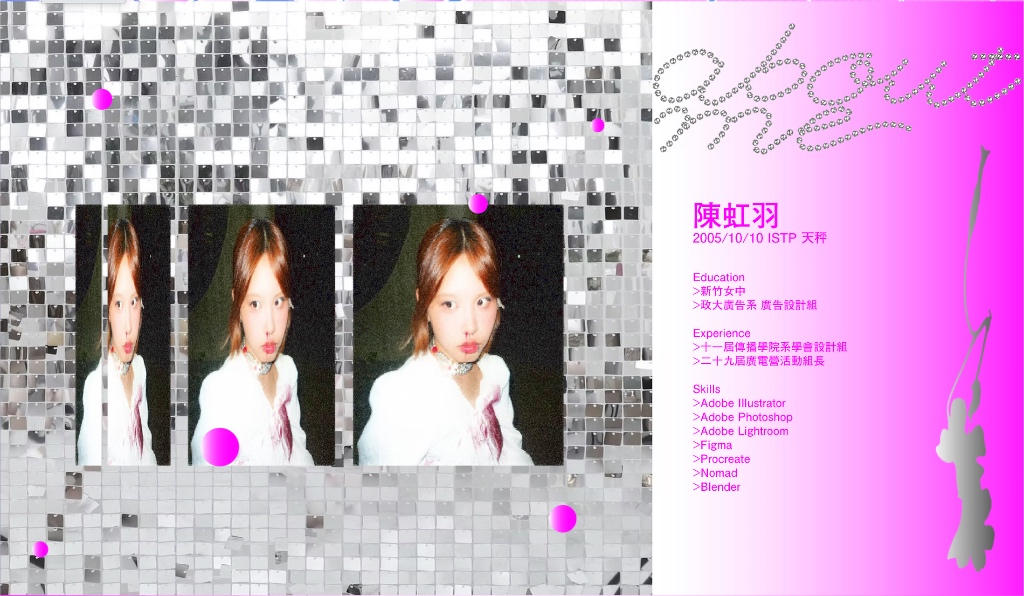 about
me
陳虹羽
2005/10/10 ISTP 天秤
Education
>新竹女中
>政大廣告系 廣告設計組
Experience
>十一屆傳播學院系學會設計組
>二十九屆廣電營活動組長
Skills
>Adobe Illustrator
>Adobe Photoshop
>Adobe Lightroom
>Figma
>Procreate
>Nomad
>Blender